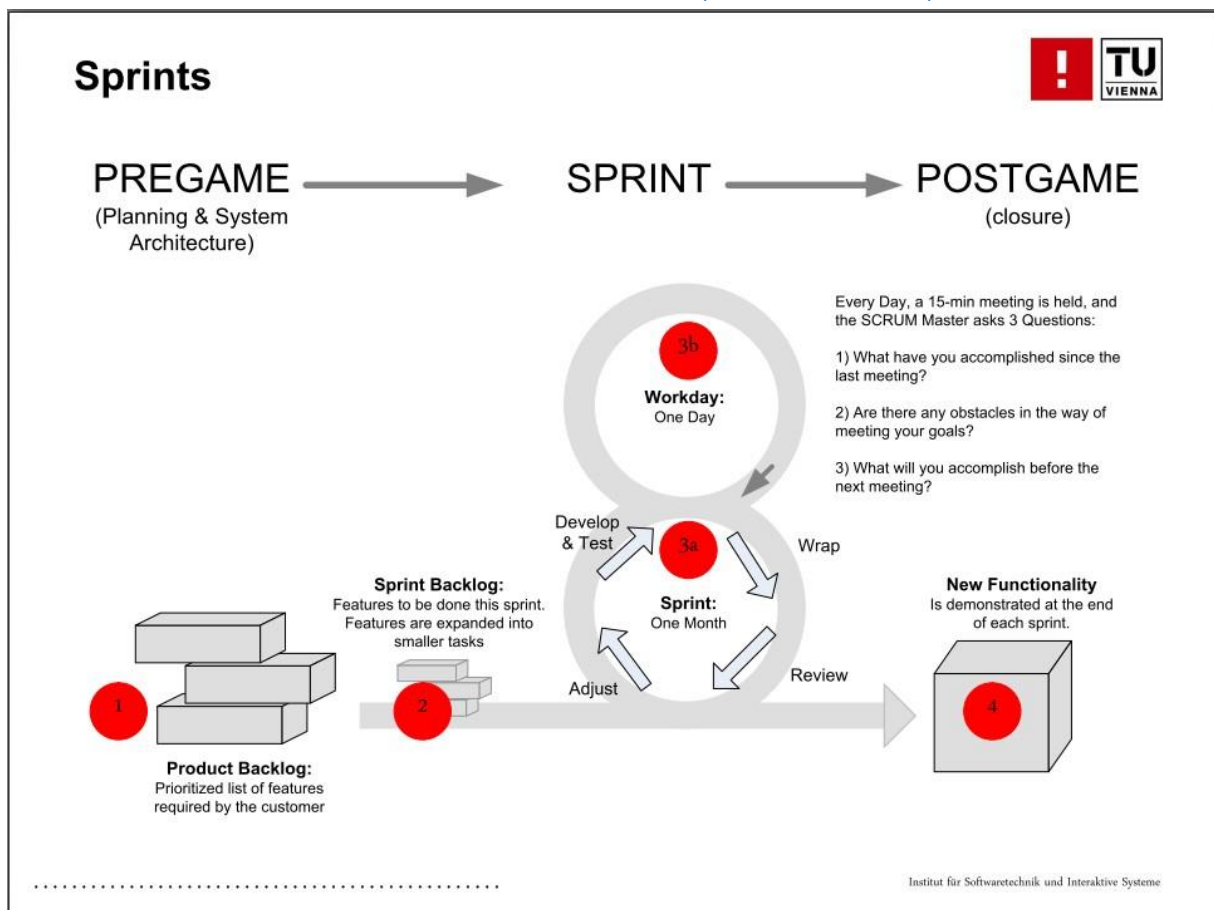 Sprints
!
TU
VIENNA
PREGAME
(Planning & System
Architecture)
SPRINT
POSTGAME
(closure)
Every Day, a 15-min meeting is held, and
the SCRUM Master asks 3 Questions:
1) What have you accomplished since the
last meeting?
2) Are there any obstacles in the way of
meeting your goals?
3) What will you accomplish before the
next meeting?
3b
Workday:
One Day
Develop
& Test
3a
Wrap
Sprint:
One Month
Adjust
Review
Sprint Backlog:
Features to be done this sprint.
Features are expanded into
smaller tasks
2
1
Product Backlog:
Prioritized list of features
required by the customer
New Functionality
Is demonstrated at the end
of each sprint.
4
Institut für Softwaretechnik und Interaktive Systeme